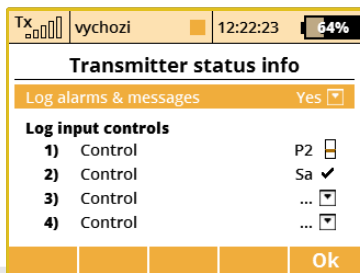 Tx vychozi 12:22:23 64%
Transmitter status info
Log alarms & messages Yes
Log input controls
1) Control P2
2) Control Sa
3) Control ...
4) Control ...
Ok